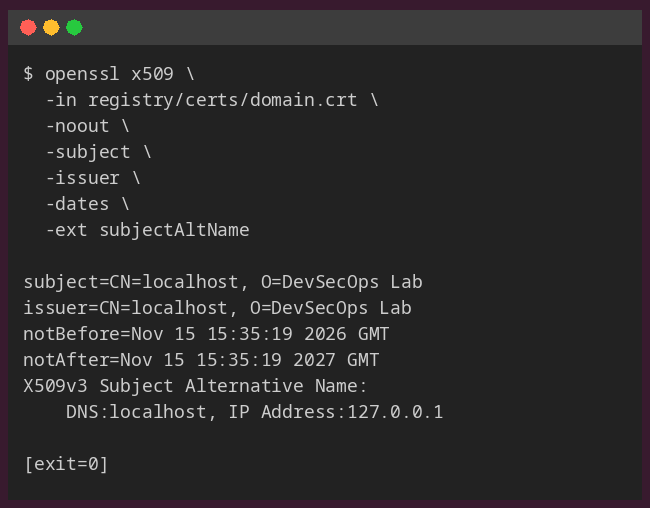 $ openssl x509 \
  -in registry/certs/domain.crt \
  -noout \
  -subject \
  -issuer \
  -dates \
  -ext subjectAltName

subject=CN=localhost, O=DevSecOps Lab
issuer=CN=localhost, O=DevSecOps Lab
notBefore=Nov 15 15:35:19 2026 GMT
notAfter=Nov 15 15:35:19 2027 GMT
X509v3 Subject Alternative Name:
    DNS:localhost, IP Address:127.0.0.1

[exit=0]